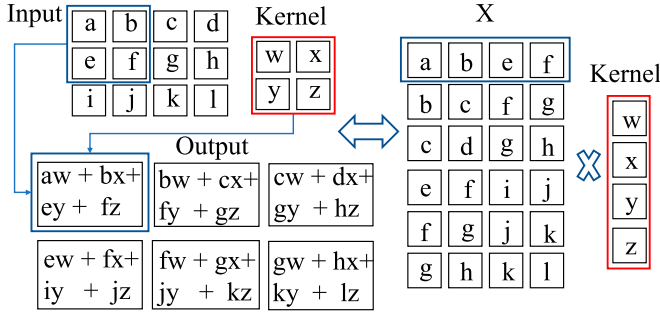 Input
a b c d
e f g h
i j k l
Kernel
w x
y z
Output
aw + bx+
ey + fz
bw + cx+
fy + gz
cw + dx+
gy + hz
ew + fx+
iy + jz
fw + gx+
jy + kz
gw + hx+
ky + lz
X
a b e f
b c f g
c d g h
e f i j
f g j k
g h k l
Kernel
w
x
y
z